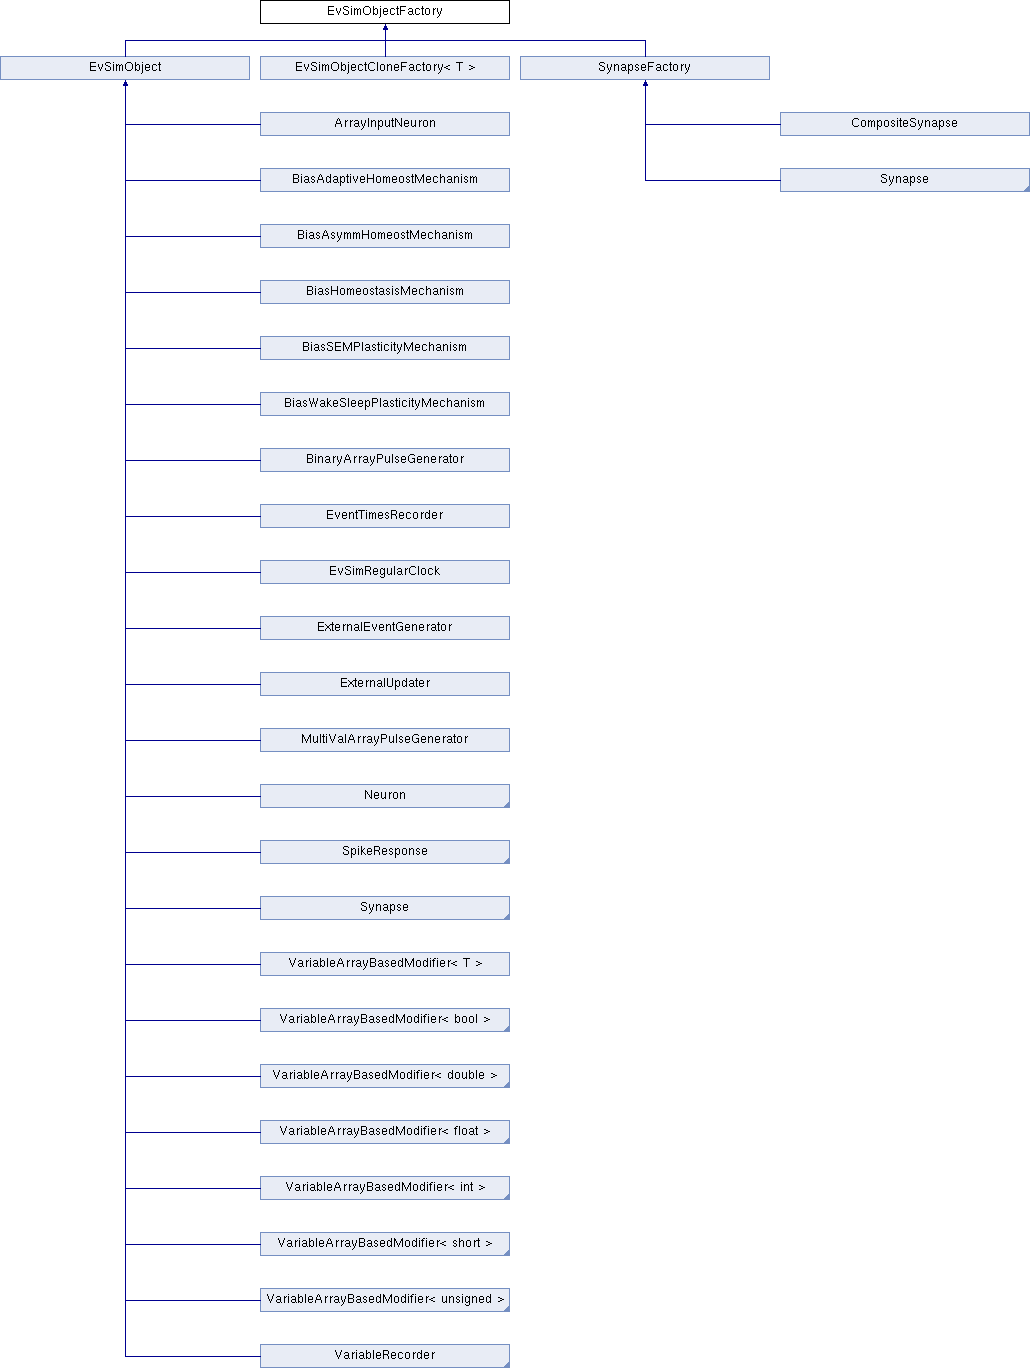 EvSimObjectFactory
EvSimObject
EvSimObjectCloneFactory< T >
SynapseFactory
ArrayInputNeuron
CompositeSynapse
BiasAdaptiveHomeostMechanism
Synapse
BiasAsymmHomeostMechanism
BiasHomeostasisMechanism
BiasSEMPlasticityMechanism
BiasWakeSleepPlasticityMechanism
BinaryArrayPulseGenerator
EventTimesRecorder
EvSimRegularClock
ExternalEventGenerator
ExternalUpdater
MultiValArrayPulseGenerator
Neuron
SpikeResponse
Synapse
VariableArrayBasedModifier< T >
VariableArrayBasedModifier< bool >
VariableArrayBasedModifier< double >
VariableArrayBasedModifier< float >
VariableArrayBasedModifier< int >
VariableArrayBasedModifier< short >
VariableArrayBasedModifier< unsigned >
VariableRecorder